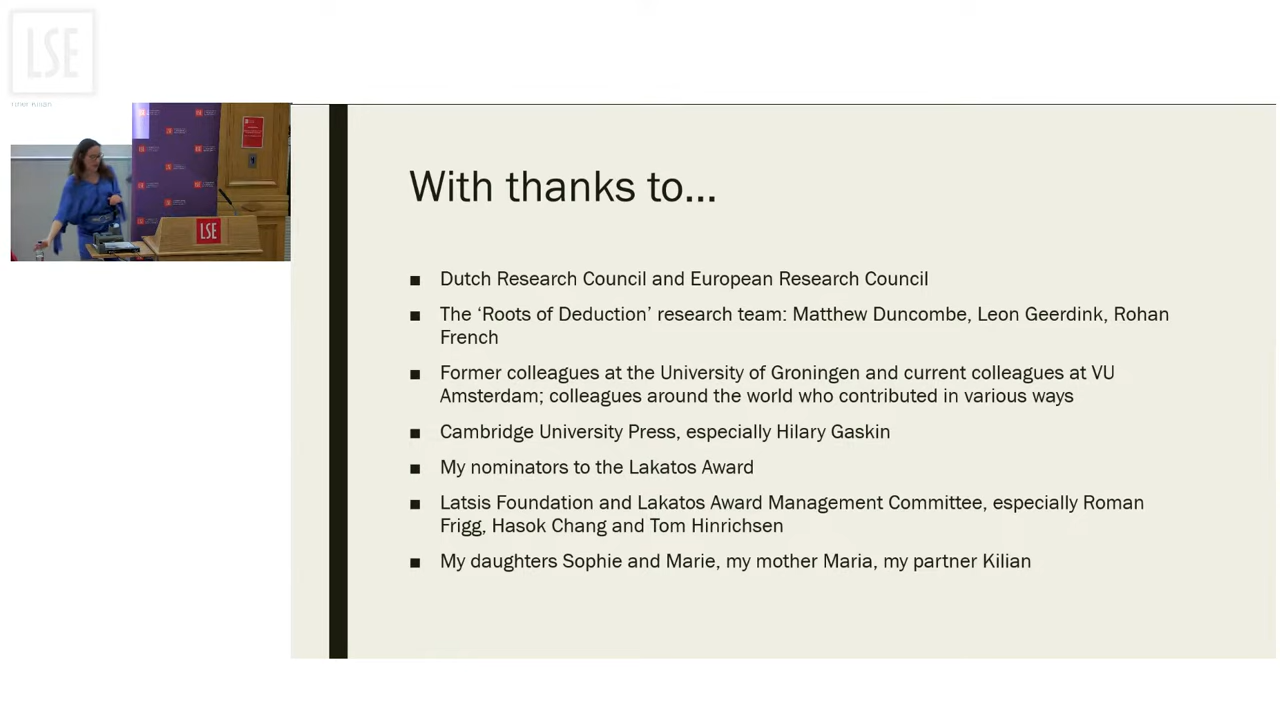 LSE
With thanks to...
■ Dutch Research Council and European Research Council
■ The ‘Roots of Deduction’ research team: Matthew Duncombe, Leon Geerdink, Rohan
French
■ Former colleagues at the University of Groningen and current colleagues at VU
Amsterdam; colleagues around the world who contributed in various ways
■ Cambridge University Press, especially Hilary Gaskin
■ My nominators to the Lakatos Award
■ Latsis Foundation and Lakatos Award Management Committee, especially Roman
Frigg, Hasok Chang and Tom Hinrichsen
■ My daughters Sophie and Marie, my mother Maria, my partner Kilian
LSE